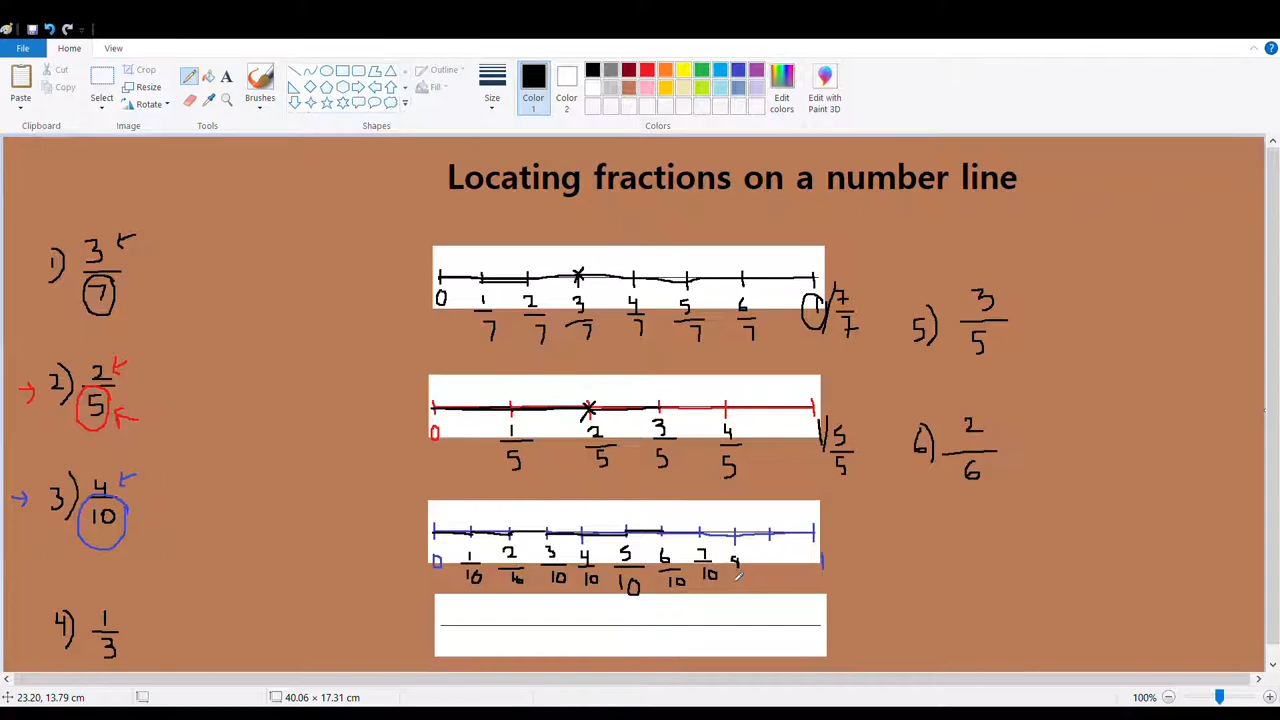 File Home View
Paste
Cut
Copy
Clipboard
Select
Crop
Resize
Rotate
Image
A
Tools
Brushes
Shapes
Outline
Fill
Size
Color 1
Color 2
Edit colors
Colors
Edit with Paint 3D
Locating fractions on a number line
1) 3/7
2) 2/5
3) 4/10
4) 1/3
0 1/7 2/7 3/7 4/7 5/7 6/7 1/ 7/7
0 1/5 2/5 3/5 4/5 1/ 5/5
0 1/10 2/10 3/10 4/10 5/10 6/10 7/10 1
5) 3/5
6) 2/6
23.20, 13.79 cm
40.06 × 17.31 cm
100%